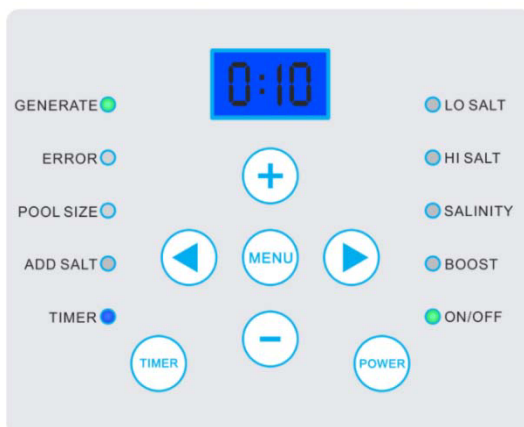 0:10
GENERATE
LO SALT
ERROR
HI SALT
POOL SIZE
SALINITY
ADD SALT
MENU
BOOST
TIMER
ON/OFF
TIMER
POWER